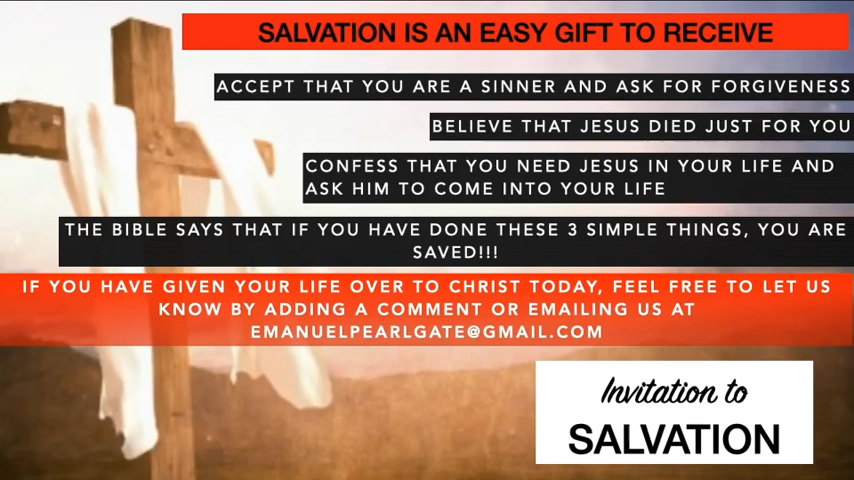 SALVATION IS AN EASY GIFT TO RECEIVE
ACCEPT THAT YOU ARE A SINNER AND ASK FOR FORGIVENESS
BELIEVE THAT JESUS DIED JUST FOR YOU
CONFESS THAT YOU NEED JESUS IN YOUR LIFE AND
ASK HIM TO COME INTO YOUR LIFE
THE BIBLE SAYS THAT IF YOU HAVE DONE THESE 3 SIMPLE THINGS, YOU ARE
SAVED!!!
IF YOU HAVE GIVEN YOUR LIFE OVER TO CHRIST TODAY, FEEL FREE TO LET US
KNOW BY ADDING A COMMENT OR EMAILING US AT
EMANUELPEARLGATE@GMAIL.COM
Invitation to
SALVATION